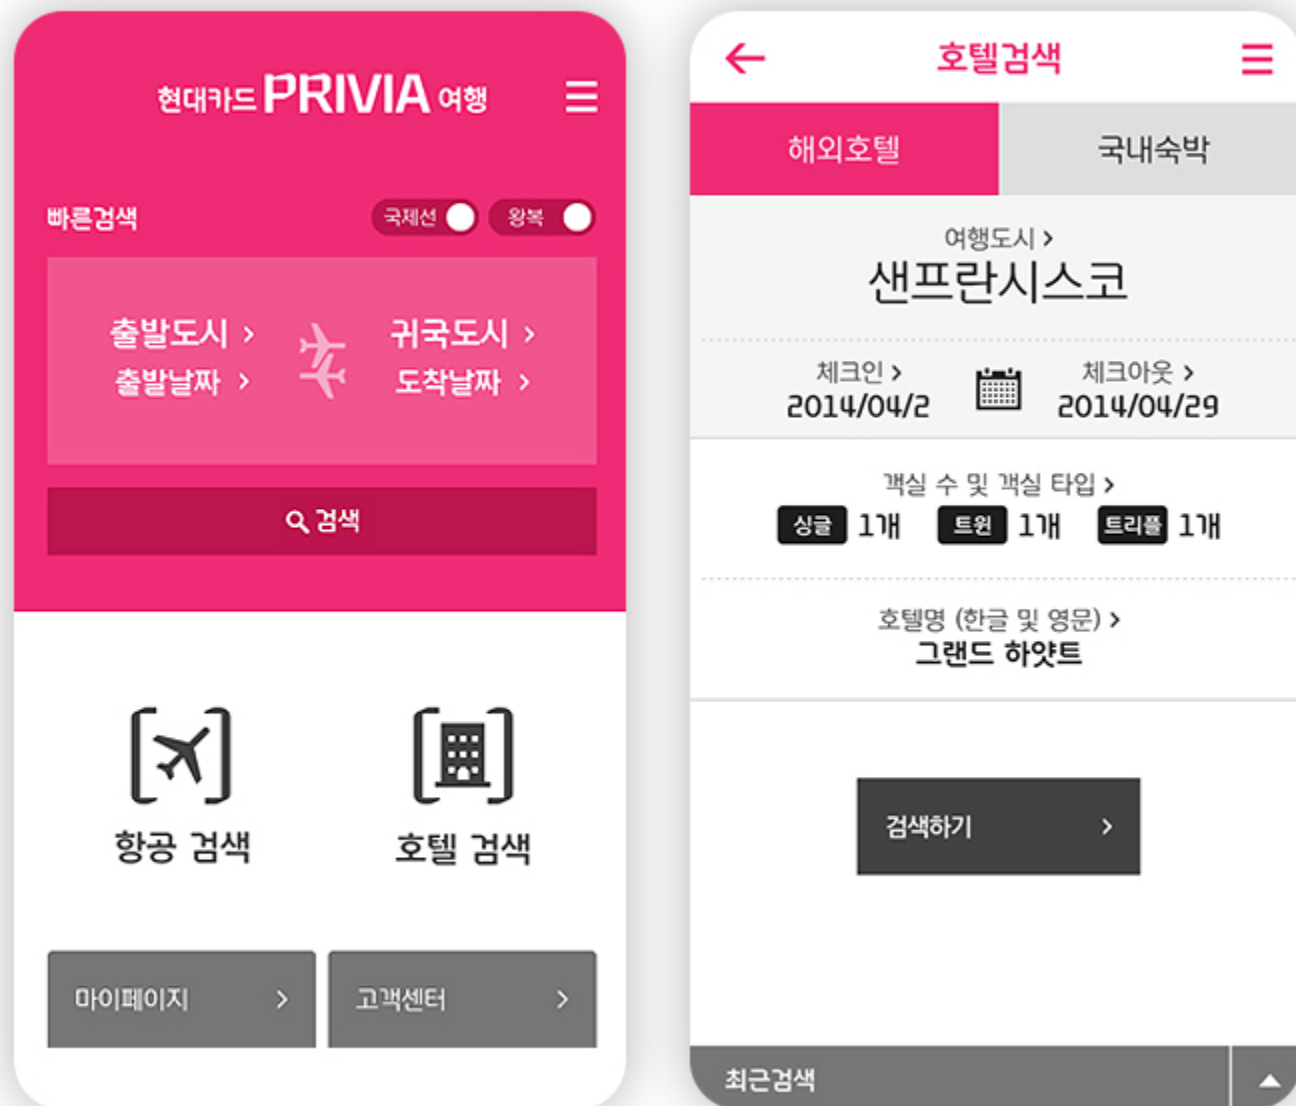 현대카드 PRIVIA 여행
빠른검색
국제선
왕복
출발도시 >
출발날짜 >
귀국도시 >
도착날짜 >
검색
항공 검색
호텔 검색
마이페이지 >
고객센터 >
호텔검색
해외호텔
국내숙박
여행도시 >
샌프란시스코
체크인 >
2014/04/2
체크아웃 >
2014/04/29
객실 수 및 객실 타입 >
싱글 1개 트윈 1개 트리플 1개
호텔명 (한글 및 영문) >
그랜드 하얏트
검색하기 >
최근검색